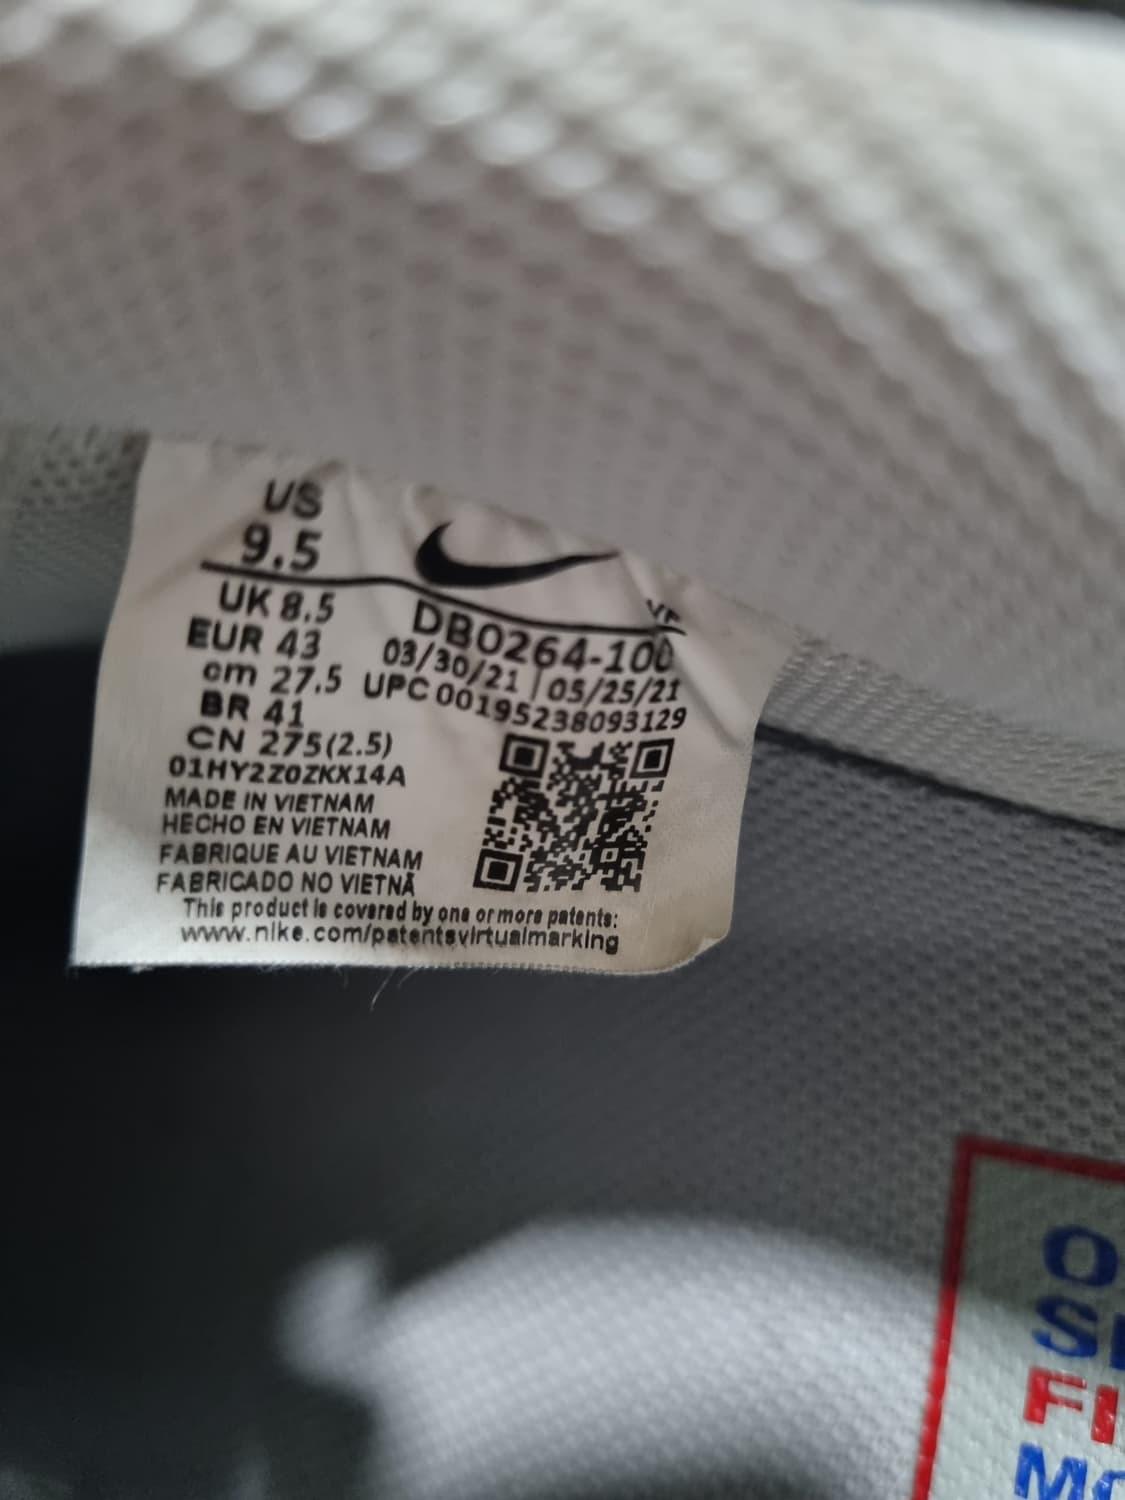 US
9.5
UK 8.5
EUR 43
cm 27.5
BR 41
CN 275(2.5)
DB0264-100
03/30/21 05/25/21
UPC 00195238093129
01HY2Z0ZKX14A
MADE IN VIETNAM
HECHO EN VIETNAM
FABRIQUE AU VIETNAM
FABRICADO NO VIETNÃ
This product is covered by one or more patents:
www.nike.com/patentsvirtualmarking